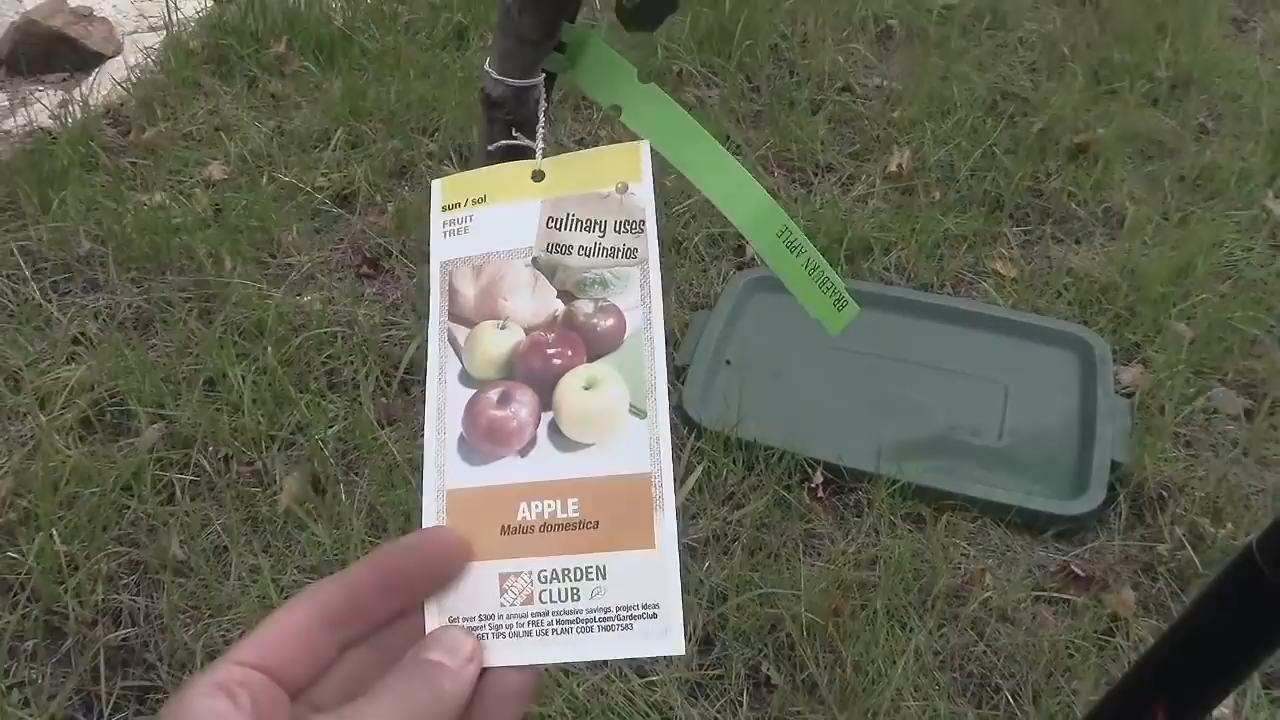 sun / sol
FRUIT
TREE
culinary uses
usos culinarios
BRAEBURN APPLE
APPLE
Malus domestica
THE HOME DEPOT
GARDEN
CLUB
Get over $300 in annual email exclusive savings, project ideas
more! Sign up for FREE at HomeDepot.com/GardenClub
GET TIPS ONLINE USE PLANT CODE THDD7583